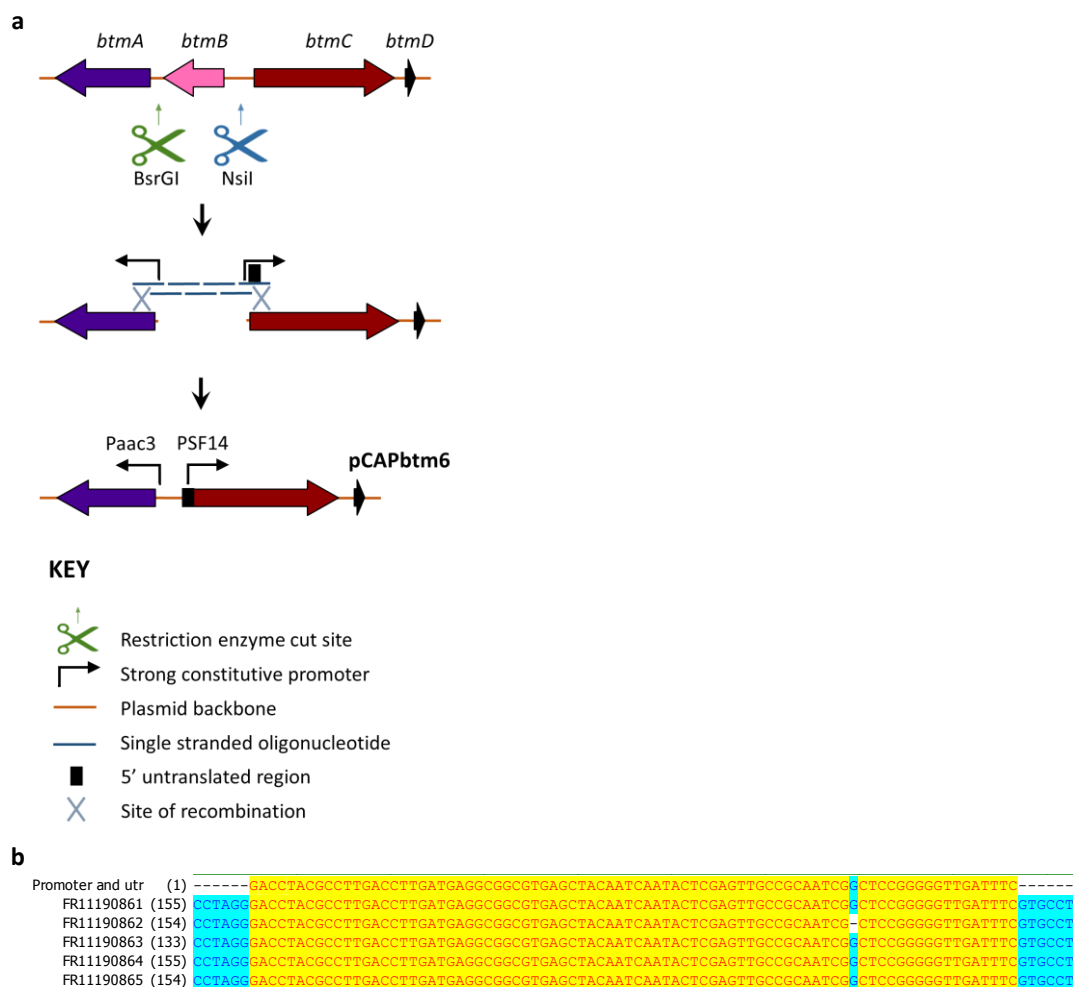 a
btmA btmB btmC btmD
BsrGI NsiI
Paac3 PSF14
pCAPbtm6
KEY
Restriction enzyme cut site
Strong constitutive promoter
Plasmid backbone
Single stranded oligonucleotide
5' untranslated region
Site of recombination
b
Promoter and utr (1) ------GACCTACGCCTTGACCTTGATGAGGCGGCGTGAGCTACAATCAATACTCGAGTTGCCGCAATCGGCTCCGGGGGTTGATTTC------
FR11190861 (155) CCTAGGGACCTACGCCTTGACCTTGATGAGGCGGCGTGAGCTACAATCAATACTCGAGTTGCCGCAATCGGCTCCGGGGGTTGATTTCGTGCCT
FR11190862 (154) CCTAGGGACCTACGCCTTGACCTTGATGAGGCGGCGTGAGCTACAATCAATACTCGAGTTGCCGCAATCG-CTCCGGGGGTTGATTTCGTGCCT
FR11190863 (133) CCTAGGGACCTACGCCTTGACCTTGATGAGGCGGCGTGAGCTACAATCAATACTCGAGTTGCCGCAATCGGCTCCGGGGGTTGATTTCGTGCCT
FR11190864 (155) CCTAGGGACCTACGCCTTGACCTTGATGAGGCGGCGTGAGCTACAATCAATACTCGAGTTGCCGCAATCGGCTCCGGGGGTTGATTTCGTGCCT
FR11190865 (154) CCTAGGGACCTACGCCTTGACCTTGATGAGGCGGCGTGAGCTACAATCAATACTCGAGTTGCCGCAATCGGCTCCGGGGGTTGATTTCGTGCCT